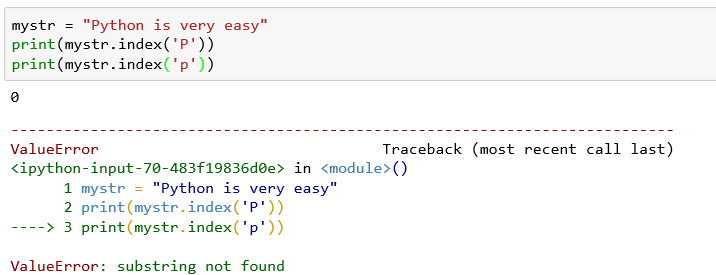 mystr = "Python is very easy"
print(mystr.index('P'))
print(mystr.index('p'))
0
---------------------------------------------------------------------------
ValueError                                Traceback (most recent call last)
<ipython-input-70-483f19836d0e> in <module>()
      1 mystr = "Python is very easy"
      2 print(mystr.index('P'))
----> 3 print(mystr.index('p'))
ValueError: substring not found